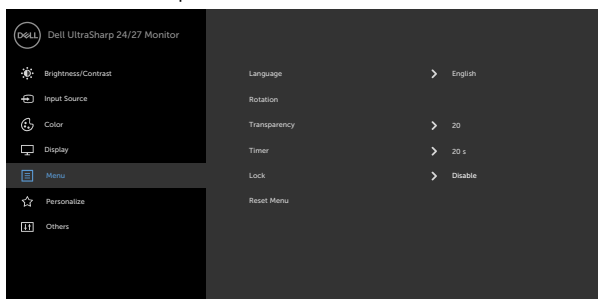 DELL
Dell UltraSharp 24/27 Monitor
Brightness/Contrast
Input Source
Color
Display
Menu
Personalize
Others
Language English
Rotation
Transparency 20
Timer 20 s
Lock Disable
Reset Menu